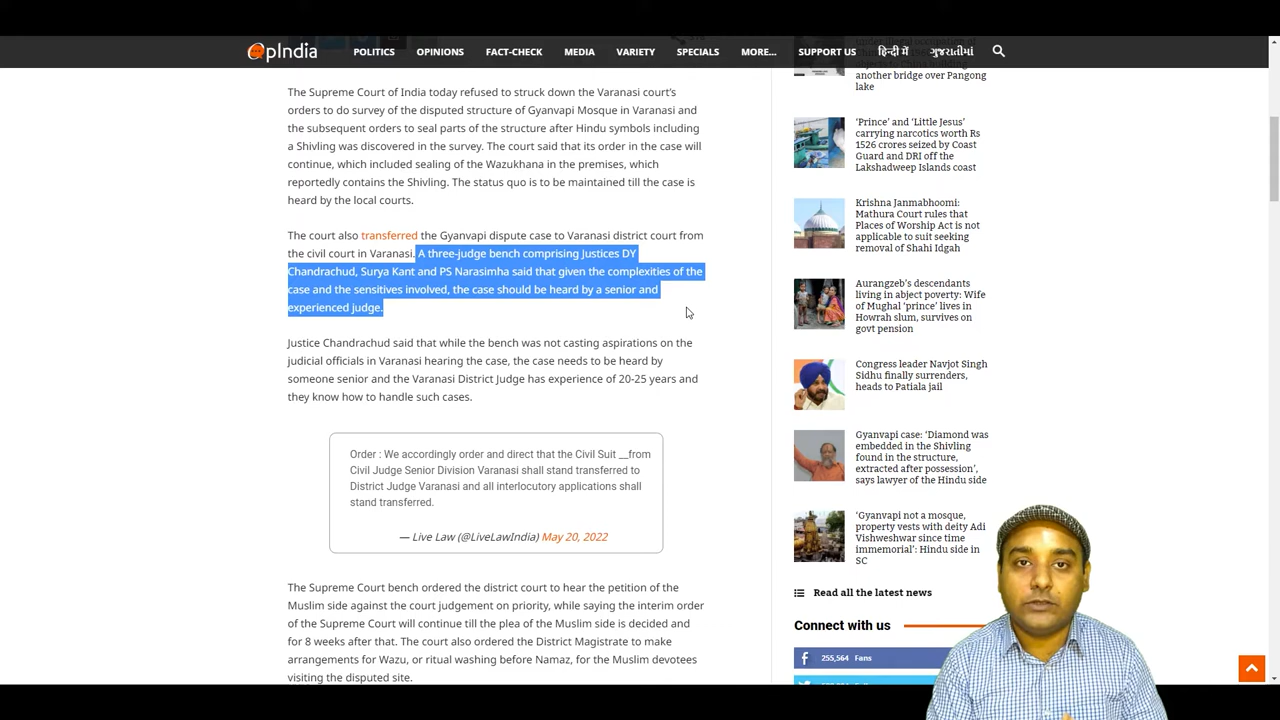 OpIndia
POLITICS OPINIONS FACT-CHECK MEDIA VARIETY SPECIALS MORE... SUPPORT US हिन्दी में ગુજરાતીમાં
The Supreme Court of India today refused to struck down the Varanasi court's
orders to do survey of the disputed structure of Gyanvapi Mosque in Varanasi and
the subsequent orders to seal parts of the structure after Hindu symbols including
a Shivling was discovered in the survey. The court said that its order in the case will
continue, which included sealing of the Wazukhana in the premises, which
reportedly contains the Shivling. The status quo is to be maintained till the case is
heard by the local courts.
The court also transferred the Gyanvapi dispute case to Varanasi district court from
the civil court in Varanasi. A three-judge bench comprising Justices DY
Chandrachud, Surya Kant and PS Narasimha said that given the complexities of the
case and the sensitives involved, the case should be heard by a senior and
experienced judge.
Justice Chandrachud said that while the bench was not casting aspirations on the
judicial officials in Varanasi hearing the case, the case needs to be heard by
someone senior and the Varanasi District Judge has experience of 20-25 years and
they know how to handle such cases.
Order : We accordingly order and direct that the Civil Suit __from
Civil Judge Senior Division Varanasi shall stand transferred to
District Judge Varanasi and all interlocutory applications shall
stand transferred.
— Live Law (@LiveLawIndia) May 20, 2022
The Supreme Court bench ordered the district court to hear the petition of the
Muslim side against the court judgement on priority, while saying the interim order
of the Supreme Court will continue till the plea of the Muslim side is decided and
for 8 weeks after that. The court also ordered the District Magistrate to make
arrangements for Wazu, or ritual washing before Namaz, for the Muslim devotees
visiting the disputed site.
another bridge over Pangong
lake
'Prince' and 'Little Jesus'
carrying narcotics worth Rs
1526 crores seized by Coast
Guard and DRI off the
Lakshadweep Islands coast
Krishna Janmabhoomi:
Mathura Court rules that
Places of Worship Act is not
applicable to suit seeking
removal of Shahi Idgah
Aurangzeb's descendants
living in abject poverty: Wife
of Mughal 'prince' lives in
Howrah slum, survives on
govt pension
Congress leader Navjot Singh
Sidhu finally surrenders,
heads to Patiala jail
Gyanvapi case: 'Diamond was
embedded in the Shivling
found in the structure,
extracted after possession',
says lawyer of the Hindu side
'Gyanvapi not a mosque,
property vests with deity Adi
Vishweshwar since time
immemorial': Hindu side in
SC
Read all the latest news
Connect with us
255,564 Fans